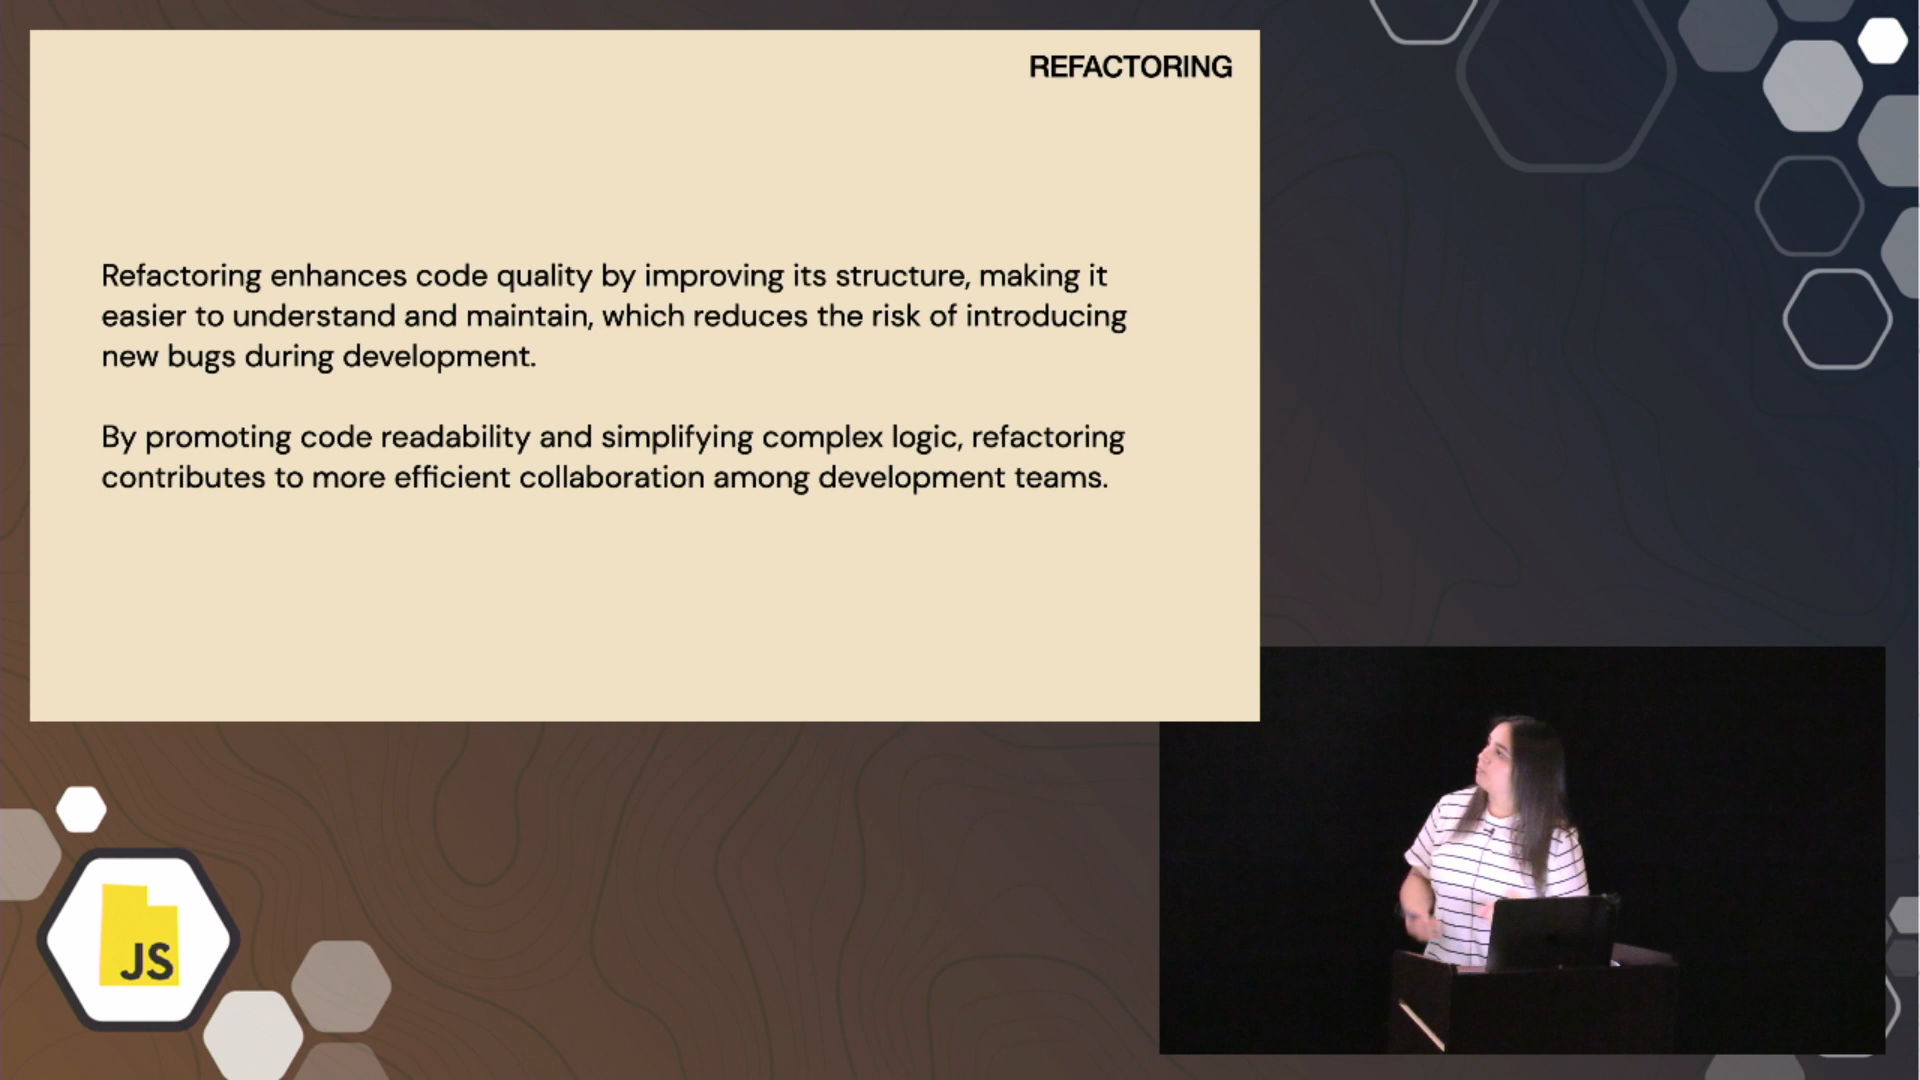 REFACTORING
Refactoring enhances code quality by improving its structure, making it
easier to understand and maintain, which reduces the risk of introducing
new bugs during development.
By promoting code readability and simplifying complex logic, refactoring
contributes to more efficient collaboration among development teams.
JS